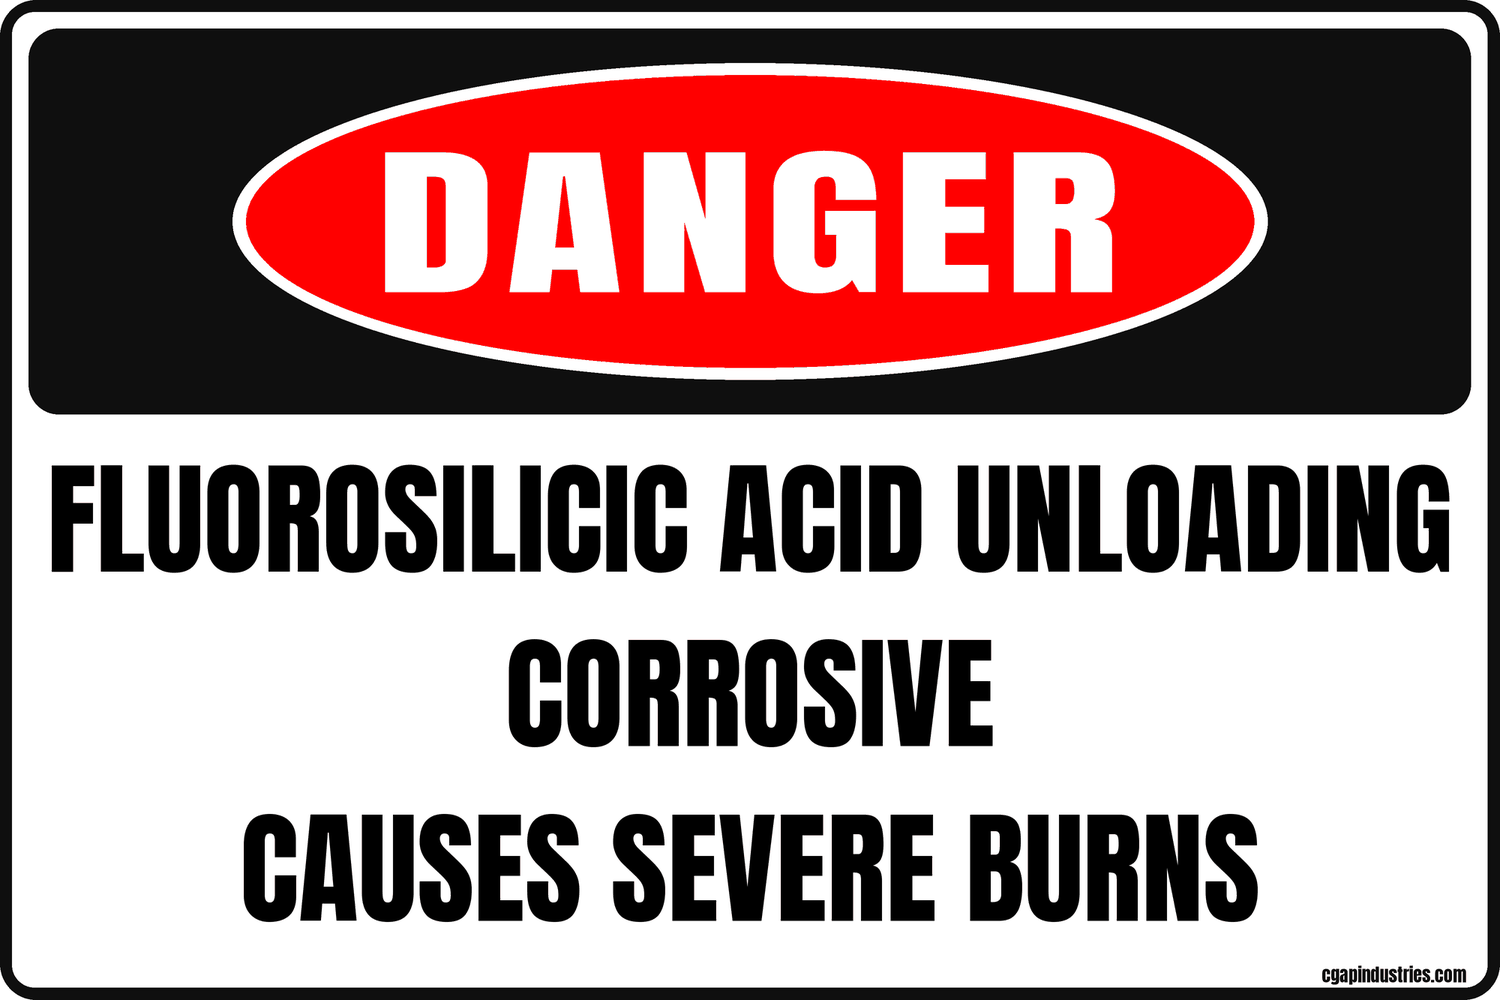 DANGER
FLUOROSILICIC ACID UNLOADING
CORROSIVE
CAUSES SEVERE BURNS
cgapindustries.com